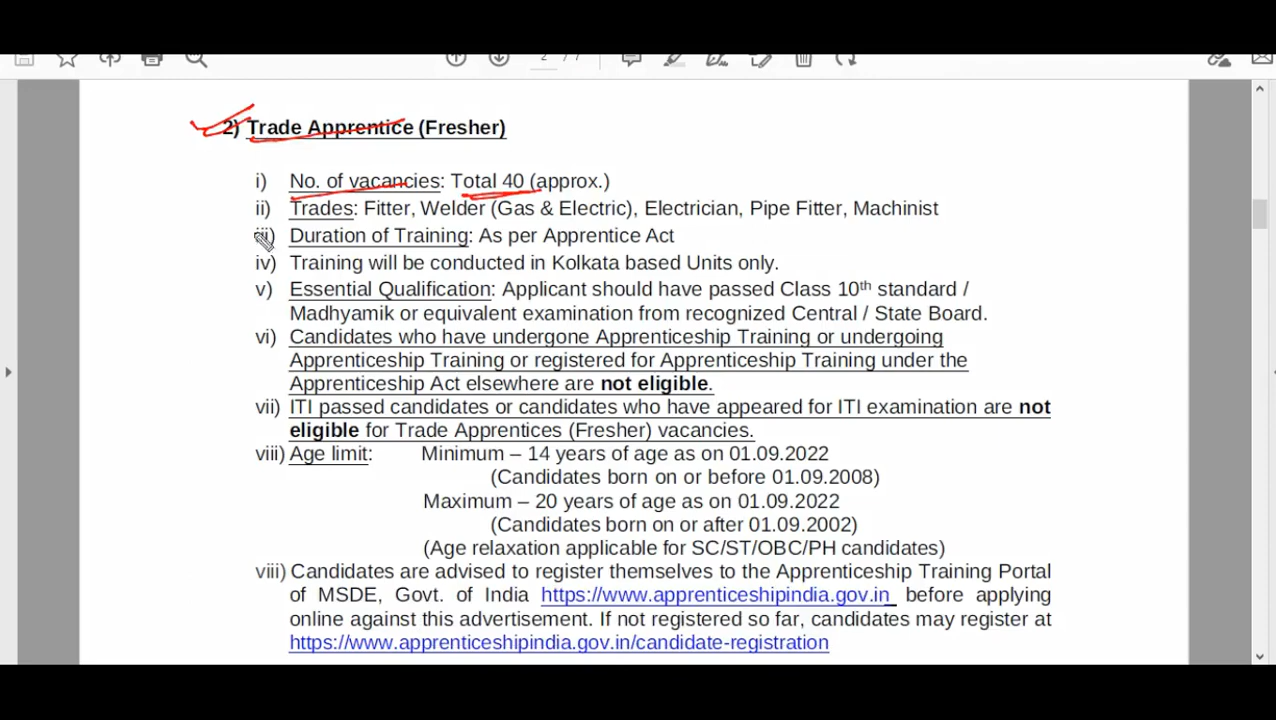 2) Trade Apprentice (Fresher)
i) No. of vacancies: Total 40 (approx.)
ii) Trades: Fitter, Welder (Gas & Electric), Electrician, Pipe Fitter, Machinist
iii) Duration of Training: As per Apprentice Act
iv) Training will be conducted in Kolkata based Units only.
v) Essential Qualification: Applicant should have passed Class 10th standard /
Madhyamik or equivalent examination from recognized Central / State Board.
vi) Candidates who have undergone Apprenticeship Training or undergoing
Apprenticeship Training or registered for Apprenticeship Training under the
Apprenticeship Act elsewhere are not eligible.
vii) ITI passed candidates or candidates who have appeared for ITI examination are not
eligible for Trade Apprentices (Fresher) vacancies.
viii) Age limit: Minimum – 14 years of age as on 01.09.2022
(Candidates born on or before 01.09.2008)
Maximum – 20 years of age as on 01.09.2022
(Candidates born on or after 01.09.2002)
(Age relaxation applicable for SC/ST/OBC/PH candidates)
viii) Candidates are advised to register themselves to the Apprenticeship Training Portal
of MSDE, Govt. of India https://www.apprenticeshipindia.gov.in before applying
online against this advertisement. If not registered so far, candidates may register at
https://www.apprenticeshipindia.gov.in/candidate-registration